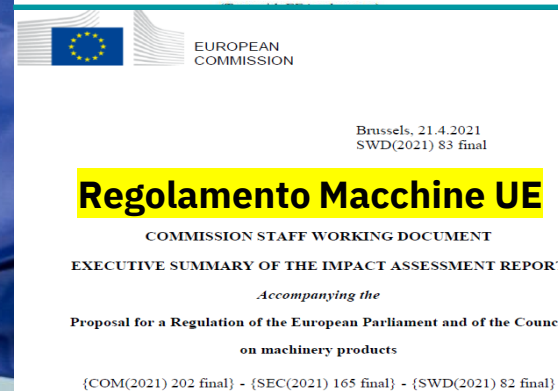 EUROPEAN
COMMISSION
Brussels, 21.4.2021
SWD(2021) 83 final
Regolamento Macchine UE
COMMISSION STAFF WORKING DOCUMENT
EXECUTIVE SUMMARY OF THE IMPACT ASSESSMENT REPORT
Accompanying the
Proposal for a Regulation of the European Parliament and of the Counc
on machinery products
{COM(2021) 202 final} - {SEC(2021) 165 final} - {SWD(2021) 82 final}